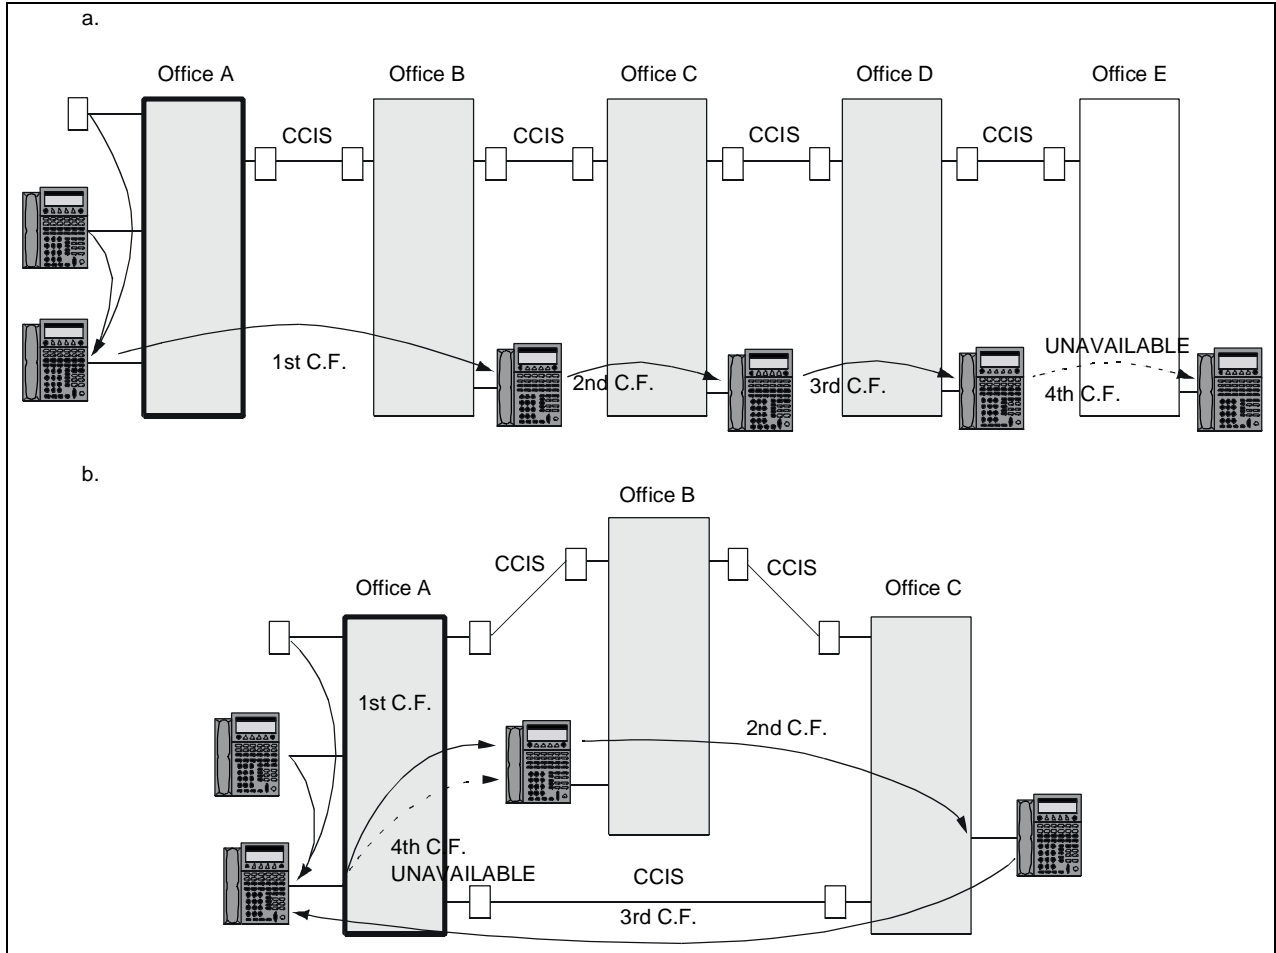 a.
Office A
Office B
Office C
Office D
Office E
CCIS
CCIS
CCIS
CCIS
1st C.F.
2nd C.F.
3rd C.F.
UNAVAILABLE
4th C.F.
b.
Office B
CCIS
CCIS
Office A
Office C
1st C.F.
2nd C.F.
4th C.F.
UNAVAILABLE
CCIS
3rd C.F.